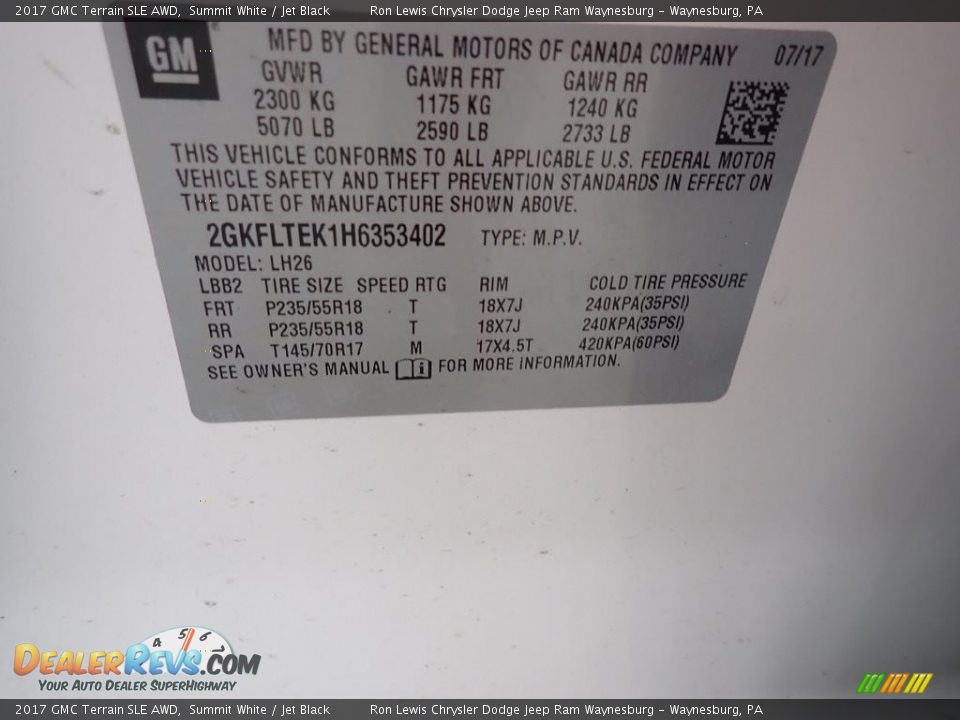 2017 GMC Terrain SLE AWD, Summit White / Jet Black Ron Lewis Chrysler Dodge Jeep Ram Waynesburg – Waynesburg, PA
GM
MFD BY GENERAL MOTORS OF CANADA COMPANY 07/17
GVWR GAWR FRT GAWR RR
2300 KG 1175 KG 1240 KG
5070 LB 2590 LB 2733 LB
THIS VEHICLE CONFORMS TO ALL APPLICABLE U.S. FEDERAL MOTOR
VEHICLE SAFETY AND THEFT PREVENTION STANDARDS IN EFFECT ON
THE DATE OF MANUFACTURE SHOWN ABOVE.
2GKFLTEK1H6353402 TYPE: M.P.V.
MODEL: LH26
LBB2 TIRE SIZE SPEED RTG RIM COLD TIRE PRESSURE
FRT P235/55R18 T 18X7J 240KPA(35PSI)
RR P235/55R18 T 18X7J 240KPA(35PSI)
SPA T145/70R17 M 17X4.5T 420KPA(60PSI)
SEE OWNER'S MANUAL FOR MORE INFORMATION.
4 5 6
DEALERREVS.COM
YOUR AUTO DEALER SUPERHIGHWAY
2017 GMC Terrain SLE AWD, Summit White / Jet Black Ron Lewis Chrysler Dodge Jeep Ram Waynesburg – Waynesburg, PA